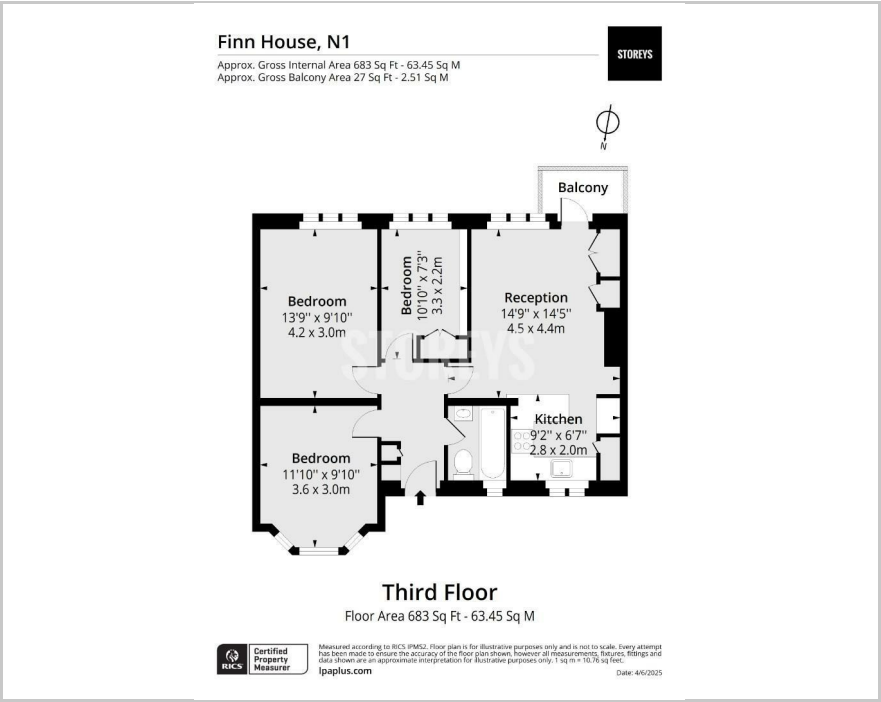 Finn House, N1
Approx. Gross Internal Area 683 Sq Ft - 63.45 Sq M
Approx. Gross Balcony Area 27 Sq Ft - 2.51 Sq M
STOREYS
N
Balcony
Bedroom
13'9" x 9'10"
4.2 x 3.0m
Bedroom
10'10" x 7'3"
3.3 x 2.2m
Reception
14'9" x 14'5"
4.5 x 4.4m
STOREYS
Kitchen
9'2" x 6'7"
2.8 x 2.0m
Bedroom
11'10" x 9'10"
3.6 x 3.0m
Third Floor
Floor Area 683 Sq Ft - 63.45 Sq M
RICS
Certified
Property
Measurer
Measured according to RICS IPMS2. Floor plan is for illustrative purposes only and is not to scale. Every attempt
has been made to ensure the accuracy of the floor plan shown, however all measurements, fixtures, fittings and
data shown are an approximate interpretation for illustrative purposes only. 1 sq m = 10.76 sq feet.
lpaplus.com
Date: 4/6/2025